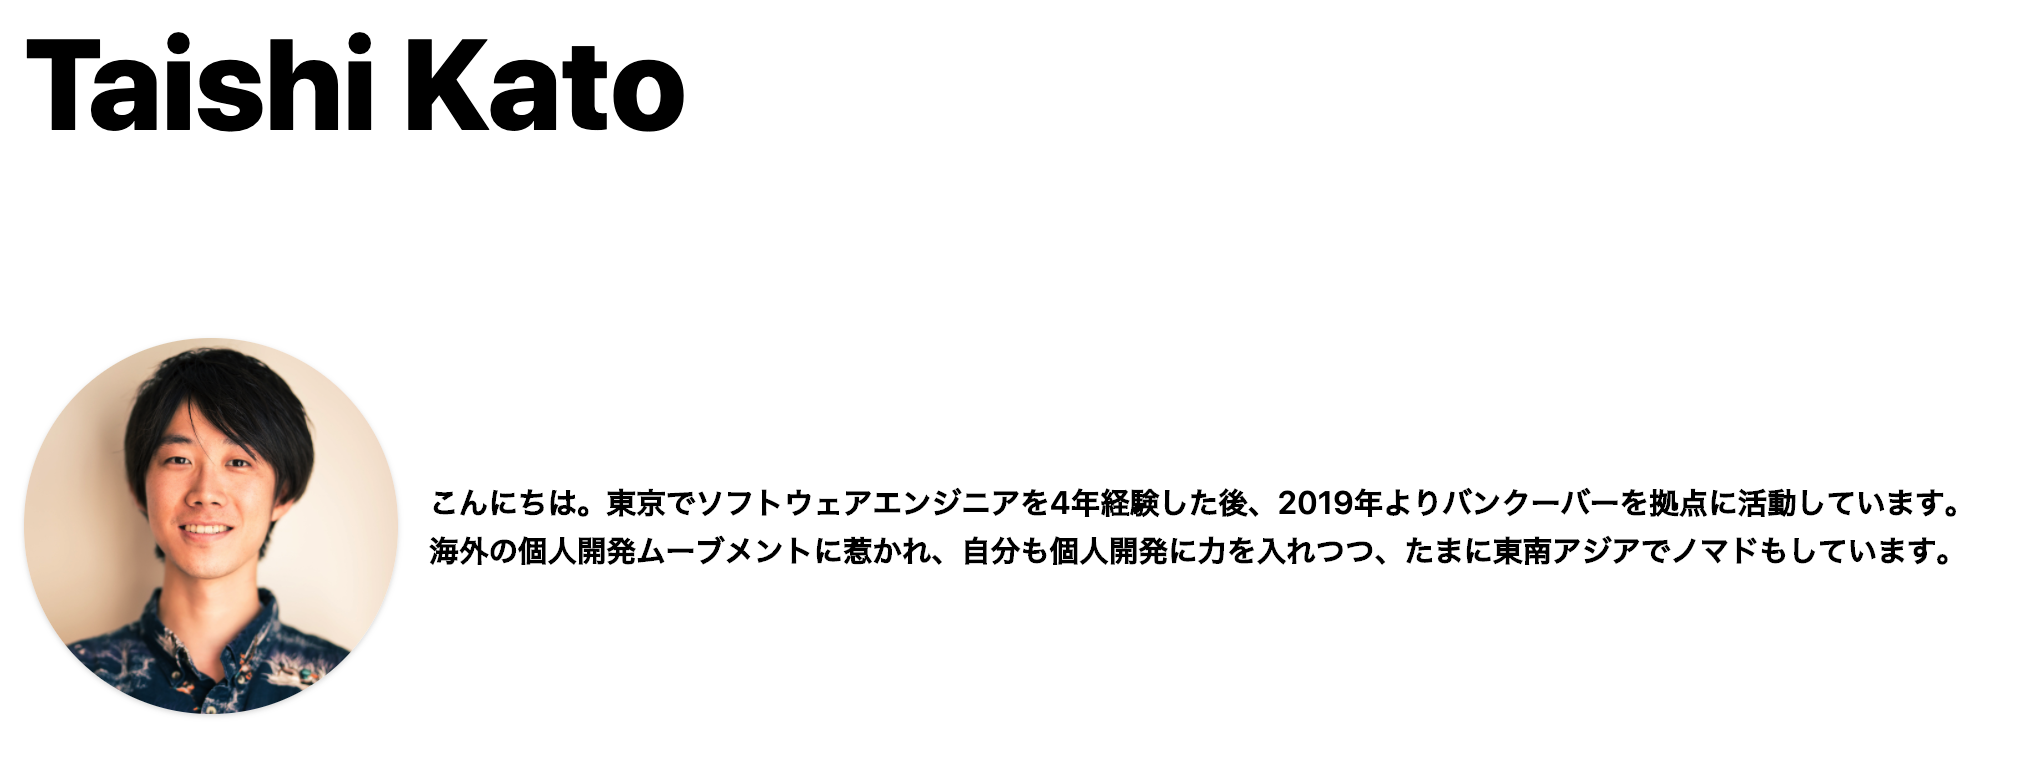 Taishi Kato
こんにちは。東京でソフトウェアエンジニアを4年経験した後、2019年よりバンクーバーを拠点に活動しています。
海外の個人開発ムーブメントに惹かれ、自分も個人開発に力を入れつつ、たまに東南アジアでノマドもしています。